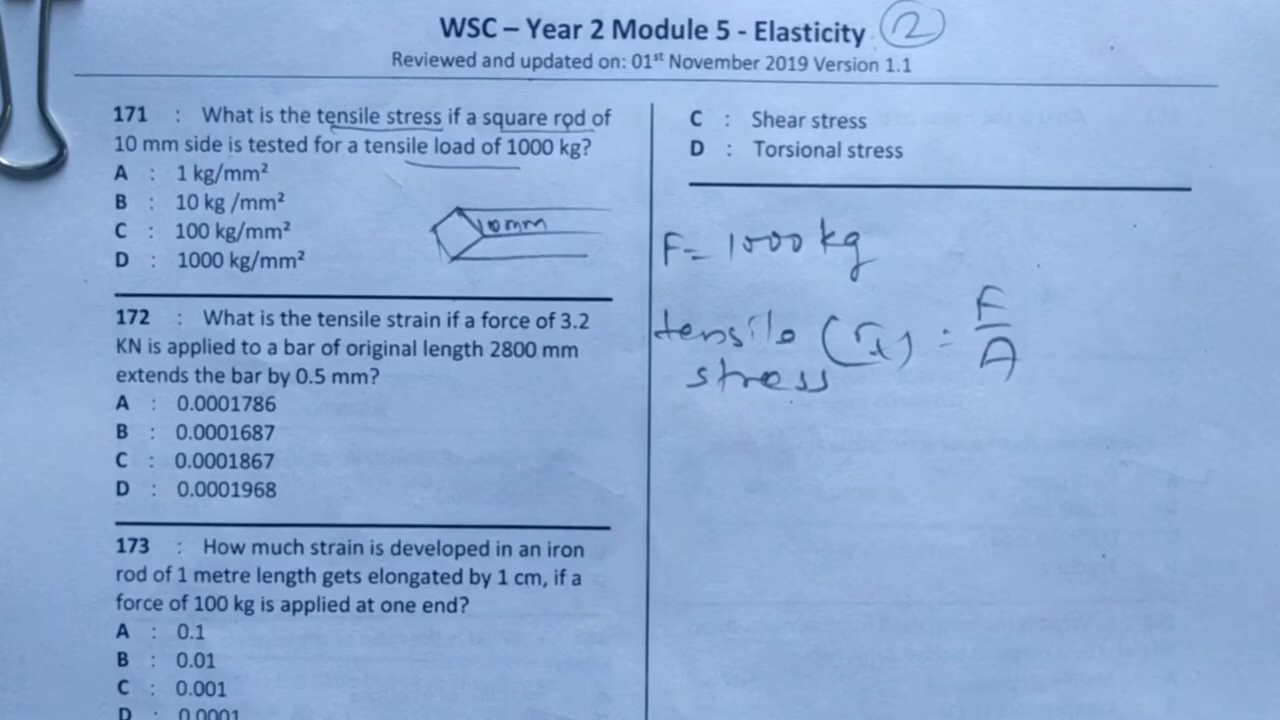 WSC – Year 2 Module 5 - Elasticity 2
Reviewed and updated on: 01st November 2019 Version 1.1
171 : What is the tensile stress if a square rod of
10 mm side is tested for a tensile load of 1000 kg?
A : 1 kg/mm²
B : 10 kg /mm²
C : 100 kg/mm²
D : 1000 kg/mm²
10mm
172 : What is the tensile strain if a force of 3.2
KN is applied to a bar of original length 2800 mm
extends the bar by 0.5 mm?
A : 0.0001786
B : 0.0001687
C : 0.0001867
D : 0.0001968
173 : How much strain is developed in an iron
rod of 1 metre length gets elongated by 1 cm, if a
force of 100 kg is applied at one end?
A : 0.1
B : 0.01
C : 0.001
D : 0.0001
C : Shear stress
D : Torsional stress
F= 1000 kg
tensile = F/A
stress